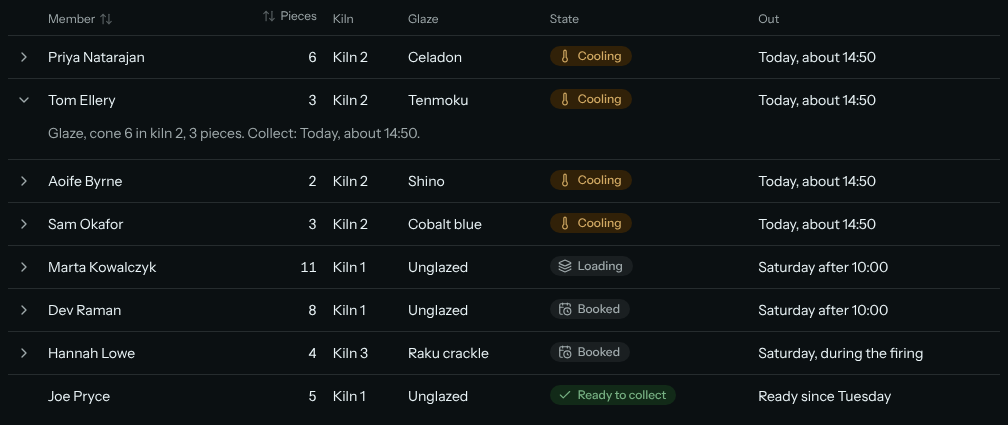 Member Pieces Kiln Glaze State Out
Priya Natarajan 6 Kiln 2 Celadon Cooling Today, about 14:50
Tom Ellery 3 Kiln 2 Tenmoku Cooling Today, about 14:50
Glaze, cone 6 in kiln 2, 3 pieces. Collect: Today, about 14:50.
Aoife Byrne 2 Kiln 2 Shino Cooling Today, about 14:50
Sam Okafor 3 Kiln 2 Cobalt blue Cooling Today, about 14:50
Marta Kowalczyk 11 Kiln 1 Unglazed Loading Saturday after 10:00
Dev Raman 8 Kiln 1 Unglazed Booked Saturday after 10:00
Hannah Lowe 4 Kiln 3 Raku crackle Booked Saturday, during the firing
Joe Pryce 5 Kiln 1 Unglazed Ready to collect Ready since Tuesday